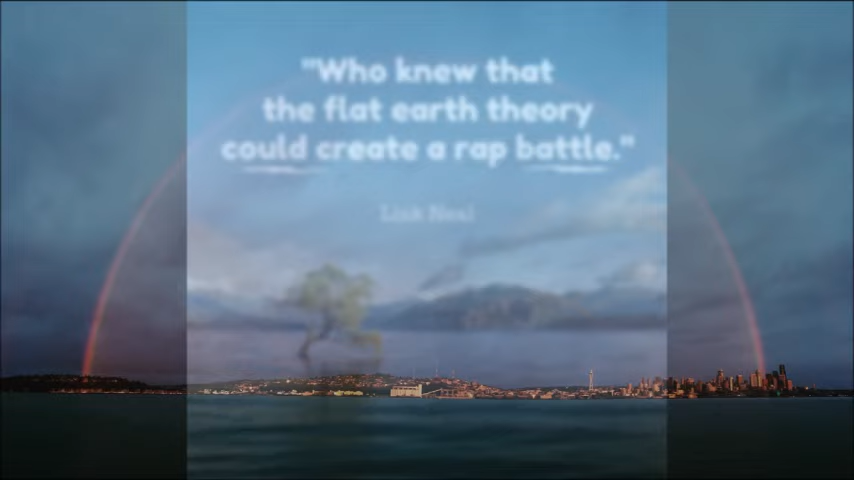 "Who knew that
the flat earth theory
could create a rap battle."
Link Neal